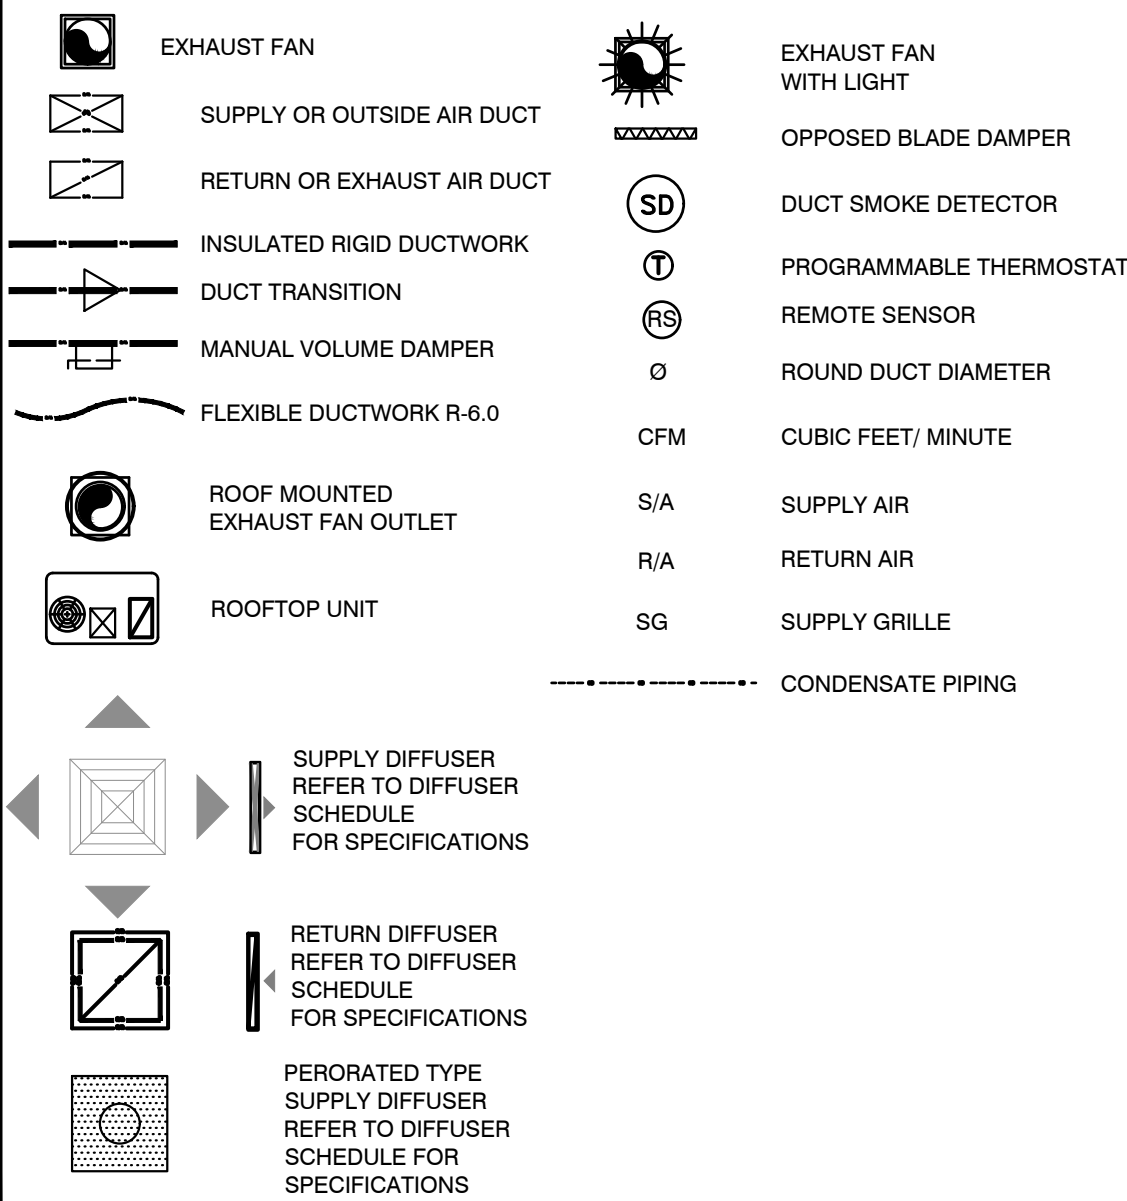 EXHAUST FAN
SUPPLY OR OUTSIDE AIR DUCT
RETURN OR EXHAUST AIR DUCT
INSULATED RIGID DUCTWORK
DUCT TRANSITION
MANUAL VOLUME DAMPER
FLEXIBLE DUCTWORK R-6.0
ROOF MOUNTED
EXHAUST FAN OUTLET
ROOFTOP UNIT
SUPPLY DIFFUSER
REFER TO DIFFUSER
SCHEDULE
FOR SPECIFICATIONS
RETURN DIFFUSER
REFER TO DIFFUSER
SCHEDULE
FOR SPECIFICATIONS
PERORATED TYPE
SUPPLY DIFFUSER
REFER TO DIFFUSER
SCHEDULE FOR
SPECIFICATIONS
EXHAUST FAN
WITH LIGHT
OPPOSED BLADE DAMPER
SD DUCT SMOKE DETECTOR
T PROGRAMMABLE THERMOSTAT
RS REMOTE SENSOR
Ø ROUND DUCT DIAMETER
CFM CUBIC FEET/ MINUTE
S/A SUPPLY AIR
R/A RETURN AIR
SG SUPPLY GRILLE
CONDENSATE PIPING